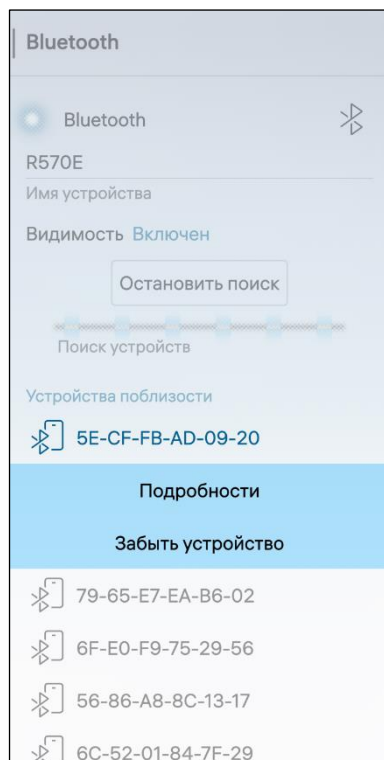 Bluetooth
Bluetooth
R570E
Имя устройства
Видимость Включен
Остановить поиск
Поиск устройств
Устройства поблизости
5E-CF-FB-AD-09-20
Подробности
Забыть устройство
79-65-E7-EA-B6-02
6F-E0-F9-75-29-56
56-86-A8-8C-13-17
6C-52-01-84-7F-29